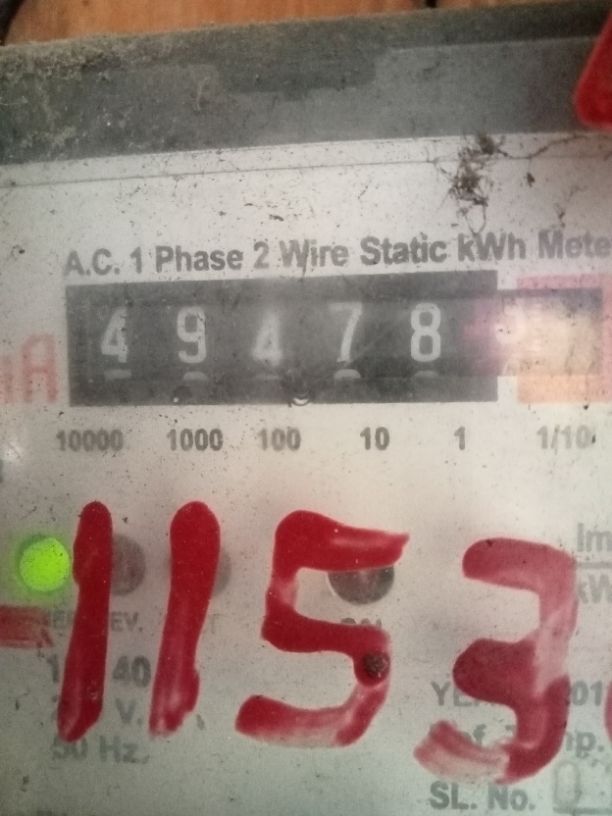 A.C. 1 Phase 2 Wire Static kWh Mete
4 9 4 7 8
10000 1000 100 10 1 1/10
1153
40
V.
50 Hz.
SL. No.